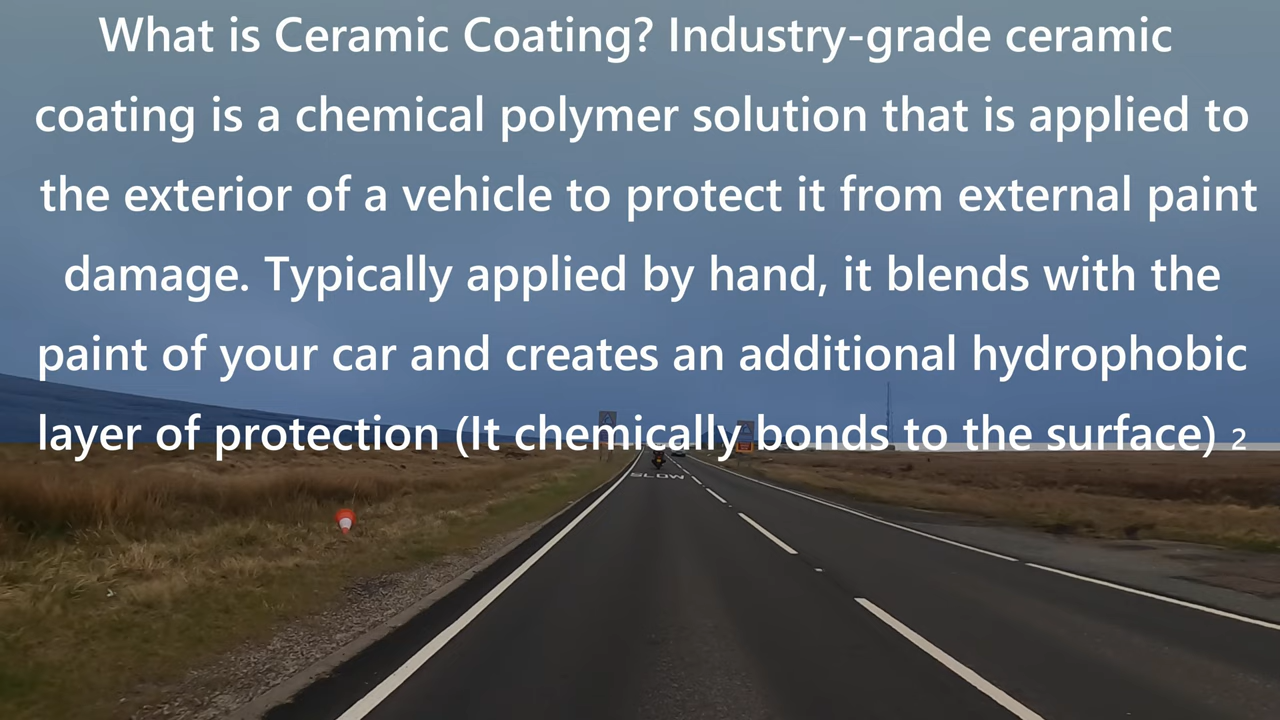 What is Ceramic Coating? Industry-grade ceramic
coating is a chemical polymer solution that is applied to
the exterior of a vehicle to protect it from external paint
damage. Typically applied by hand, it blends with the
paint of your car and creates an additional hydrophobic
layer of protection (It chemically bonds to the surface) 2
SLOW